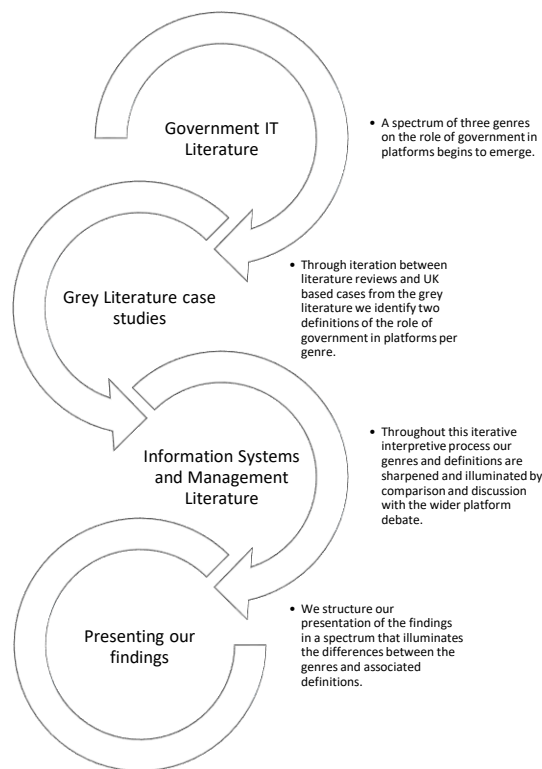 Government IT
Literature
• A spectrum of three genres
on the role of government in
platforms begins to emerge.
Grey Literature case
studies
• Through iteration between
literature reviews and UK
based cases from the grey
literature we identify two
definitions of the role of
government in platforms per
genre.
Information Systems
and Management
Literature
• Throughout this iterative
interpretive process our
genres and definitions are
sharpened and illuminated by
comparison and discussion
with the wider platform
debate.
Presenting our
findings
• We structure our
presentation of the findings
in a spectrum that illuminates
the differences between the
genres and associated
definitions.